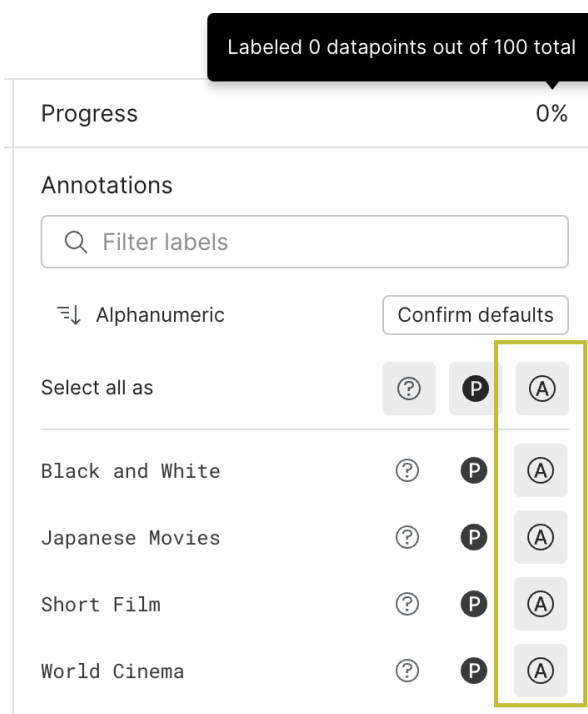 Labeled 0 datapoints out of 100 total
Progress 0%
Annotations
Filter labels
Alphanumeric Confirm defaults
Select all as ? P A
Black and White ? P A
Japanese Movies ? P A
Short Film ? P A
World Cinema ? P A